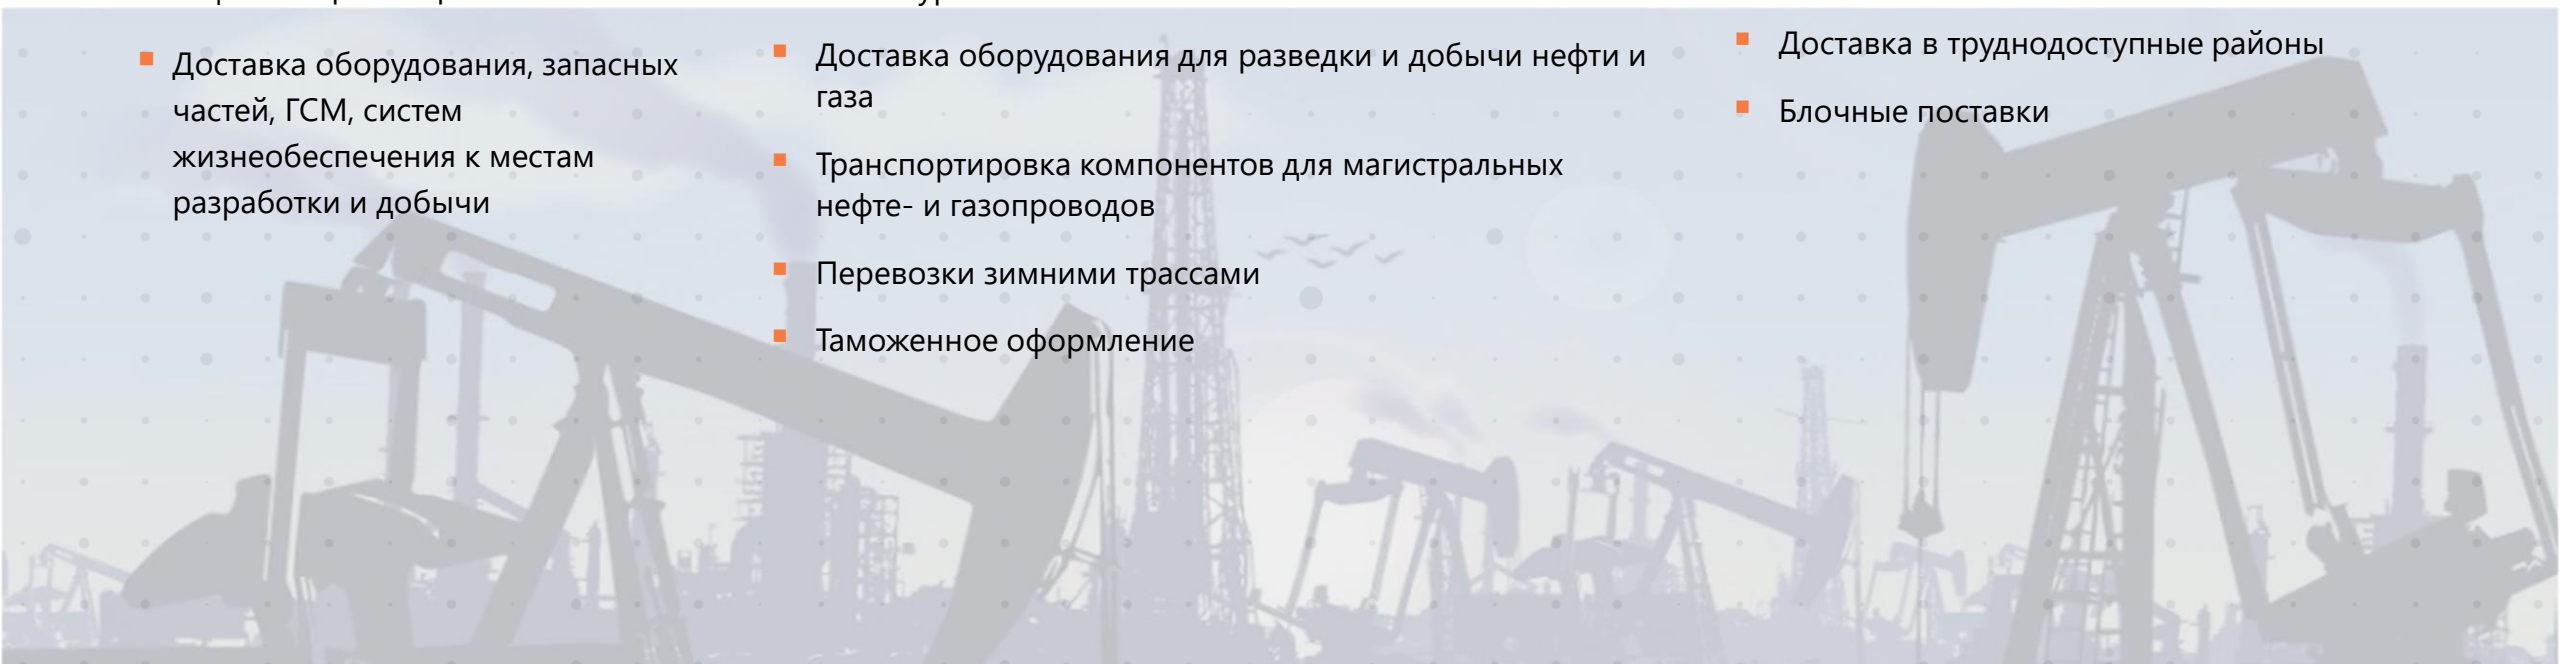 Доставка оборудования, запасных
частей, ГСМ, систем
жизнеобеспечения к местам
разработки и добычи
Доставка оборудования для разведки и добычи нефти и
газа
Транспортировка компонентов для магистральных
нефте- и газопроводов
Перевозки зимними трассами
Таможенное оформление
Доставка в труднодоступные районы
Блочные поставки